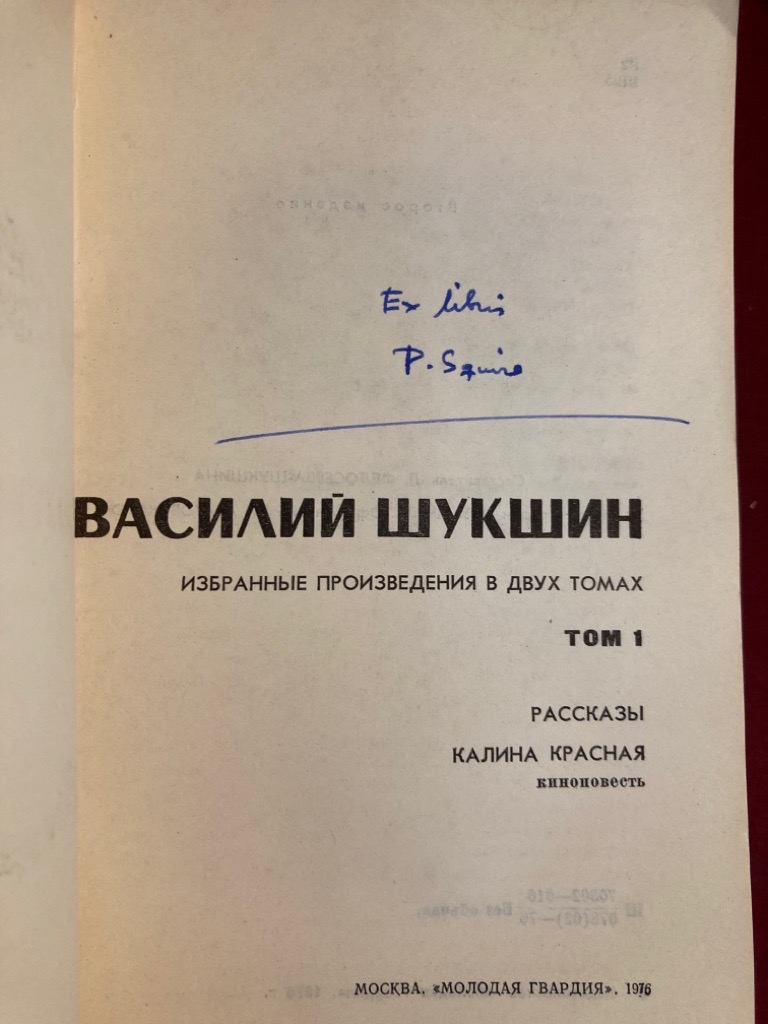 Ex libris
P. Squire
ВАСИЛИЙ ШУКШИН
ИЗБРАННЫЕ ПРОИЗВЕДЕНИЯ В ДВУХ ТОМАХ
ТОМ 1
РАССКАЗЫ
КАЛИНА КРАСНАЯ
киноповесть
МОСКВА, «МОЛОДАЯ ГВАРДИЯ», 1976